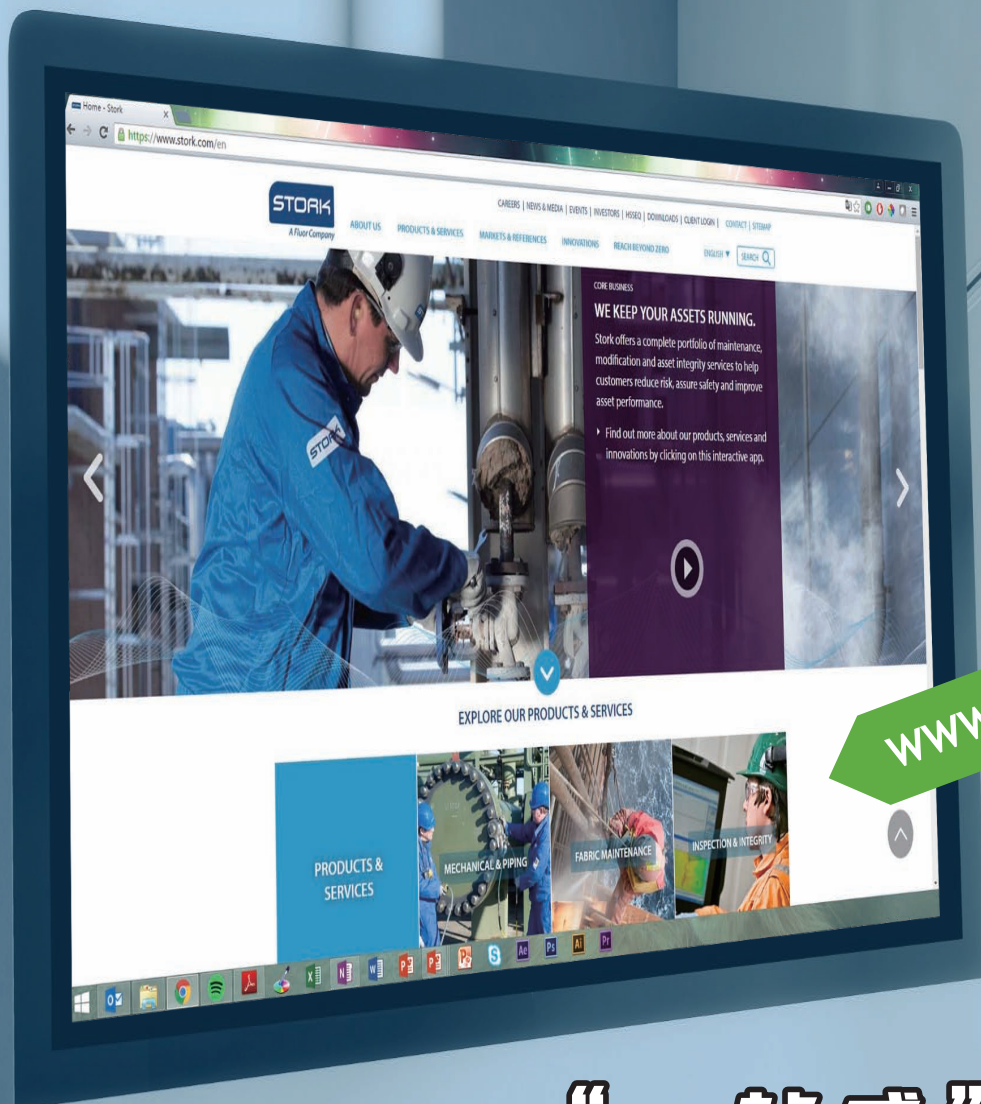 Home - Stork
https://www.stork.com/en
STORK
A Fluor Company
CAREERS | NEWS & MEDIA | EVENTS | INVESTORS | HSSEQ | DOWNLOADS | CLIENT LOGIN | CONTACT | SITEMAP
ABOUT US PRODUCTS & SERVICES MARKETS & REFERENCES INNOVATIONS REACH BEYOND ZERO ENGLISH SEARCH
CORE BUSINESS
WE KEEP YOUR ASSETS RUNNING.
Stork offers a complete portfolio of maintenance,
modification and asset integrity services to help
customers reduce risk, assure safety and improve
asset performance.
Find out more about our products, services and
innovations by clicking on this interactive app.
STORK
EXPLORE OUR PRODUCTS & SERVICES
PRODUCTS &
SERVICES
MECHANICAL & PIPING
FABRIC MAINTENANCE
INSPECTION & INTEGRITY
www
Ae Ps Ai Pr